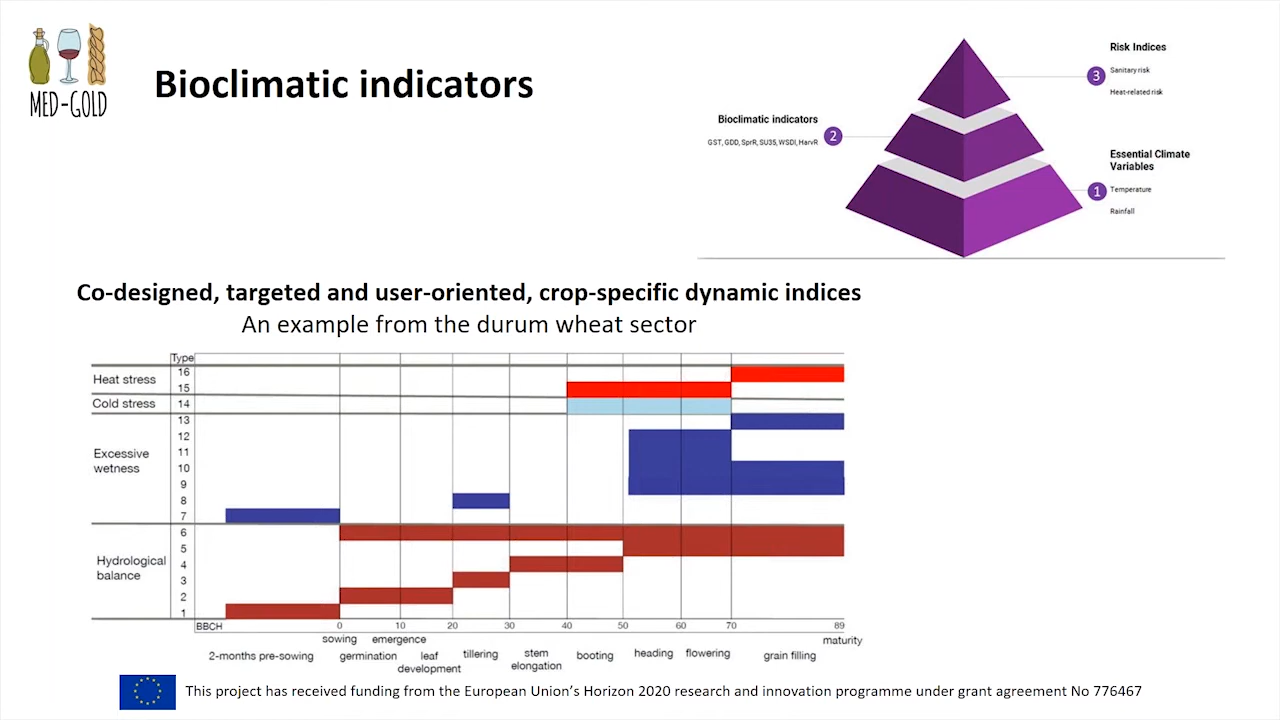 MED-GOLD
Bioclimatic indicators
Risk Indices
3
Sanitary risk
Heat-related risk
Bioclimatic indicators
2
GST, GDD, SprR, SU35, WSDI, HarvR
Essential Climate
Variables
1
Temperature
Rainfall
Co-designed, targeted and user-oriented, crop-specific dynamic indices
An example from the durum wheat sector
Type
Heat stress
16
15
Cold stress
14
Excessive
wetness
13
12
11
10
9
8
7
Hydrological
balance
6
5
4
3
2
1
BBCH 0 10 20 30 40 50 60 70 89
sowing emergence maturity
2-months pre-sowing germination leaf
development tillering stem
elongation booting heading flowering grain filling
This project has received funding from the European Union’s Horizon 2020 research and innovation programme under grant agreement No 776467